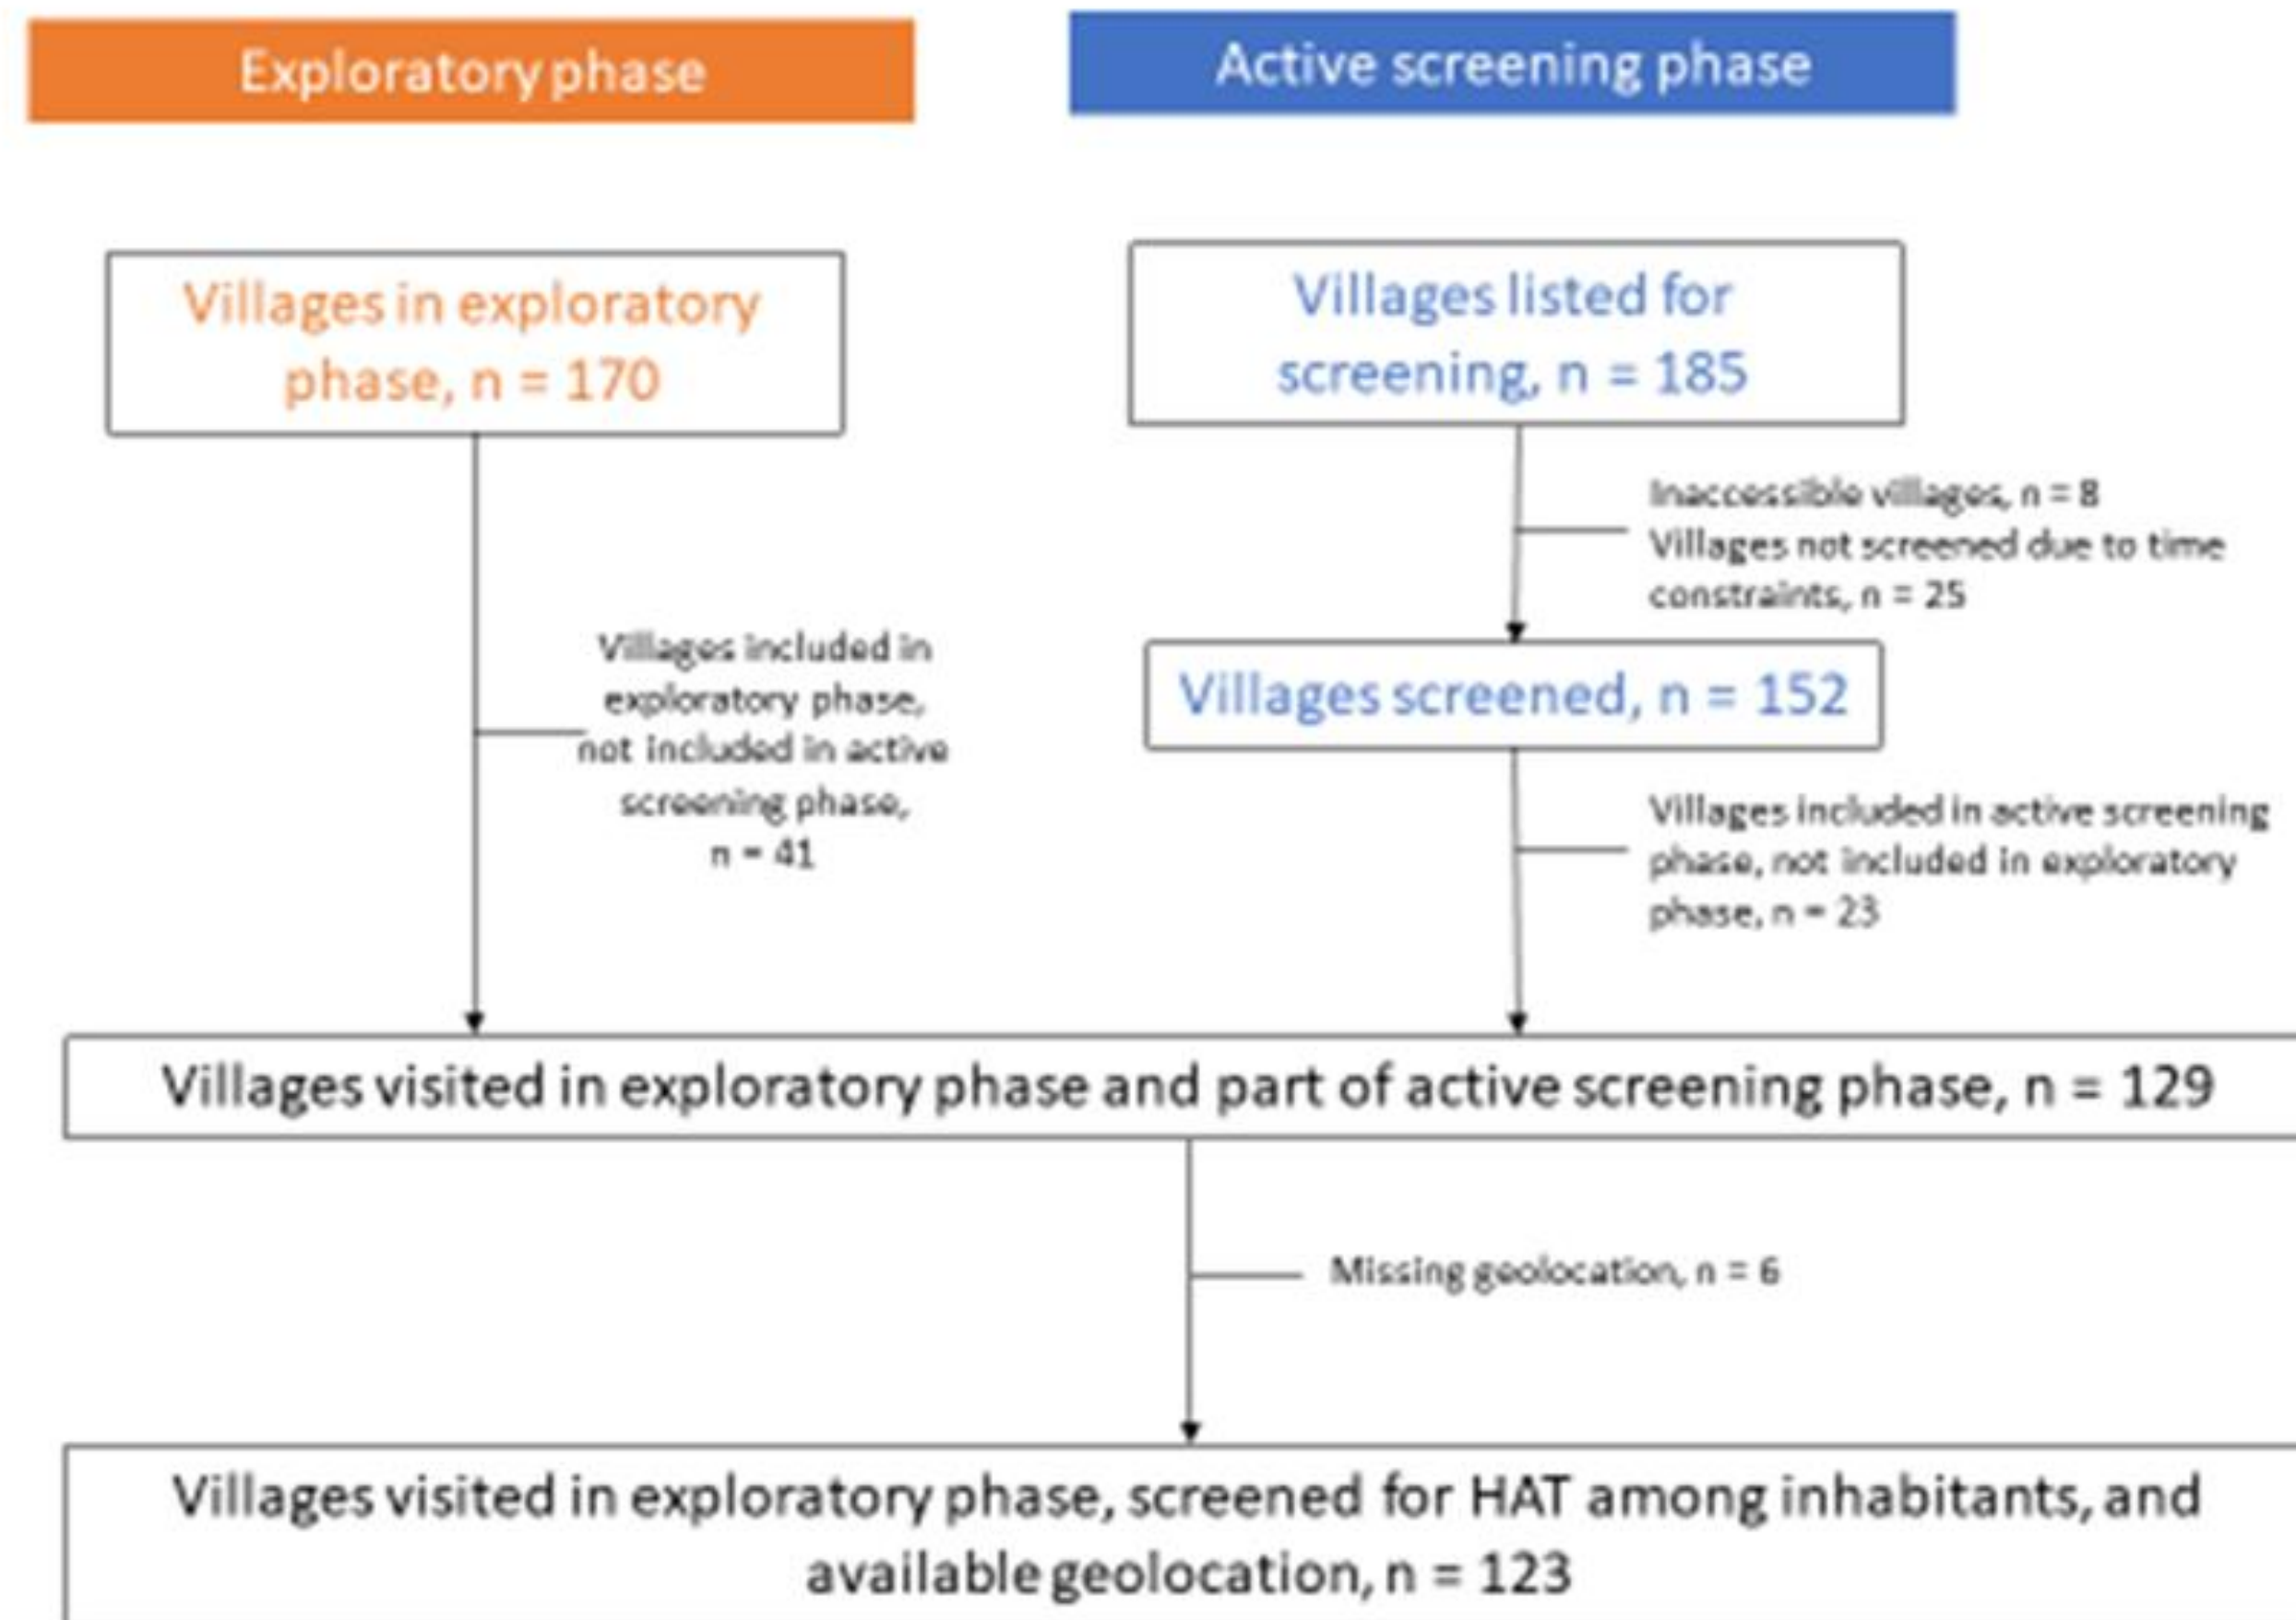 Exploratory phase
Active screening phase
Villages in exploratory
phase, n = 170
Villages listed for
screening, n = 185
Inaccessible villages, n = 8
Villages not screened due to time
constraints, n = 25
Villages included in
exploratory phase,
not included in active
screening phase,
n = 41
Villages screened, n = 152
Villages included in active screening
phase, not included in exploratory
phase, n = 23
Villages visited in exploratory phase and part of active screening phase, n = 129
Missing geolocation, n = 6
Villages visited in exploratory phase, screened for HAT among inhabitants, and
available geolocation, n = 123